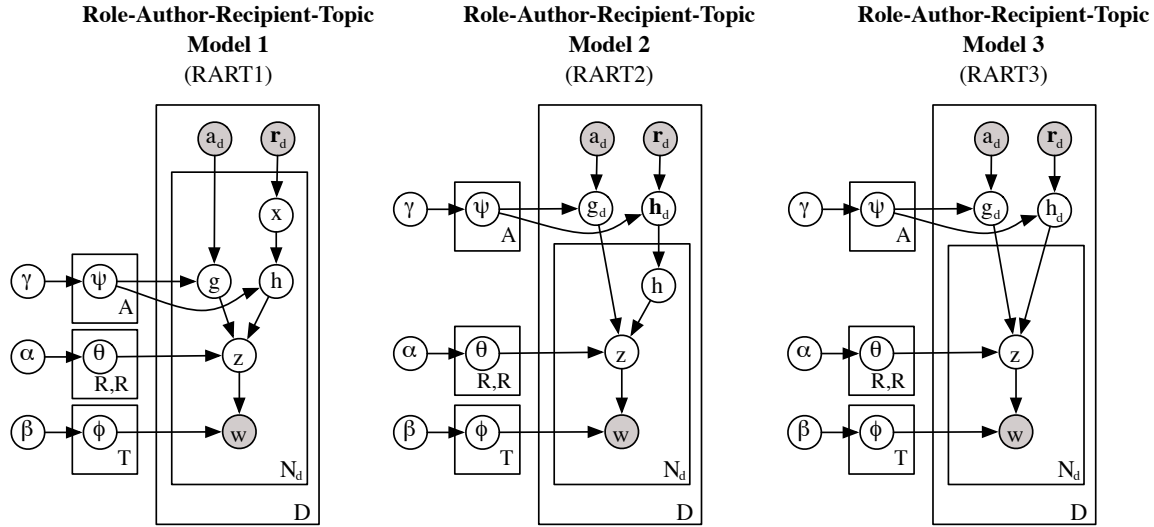 Role-Author-Recipient-Topic
Model 1
(RART1)
a_d
r_d
x
γ
ψ
A
g
h
α
θ
R,R
z
β
ϕ
T
w
N_d
D
Role-Author-Recipient-Topic
Model 2
(RART2)
a_d
r_d
γ
ψ
A
g_d
h_d
h
α
θ
R,R
z
β
ϕ
T
w
N_d
D
Role-Author-Recipient-Topic
Model 3
(RART3)
a_d
r_d
γ
ψ
A
g_d
h_d
α
θ
R,R
z
β
ϕ
T
w
N_d
D